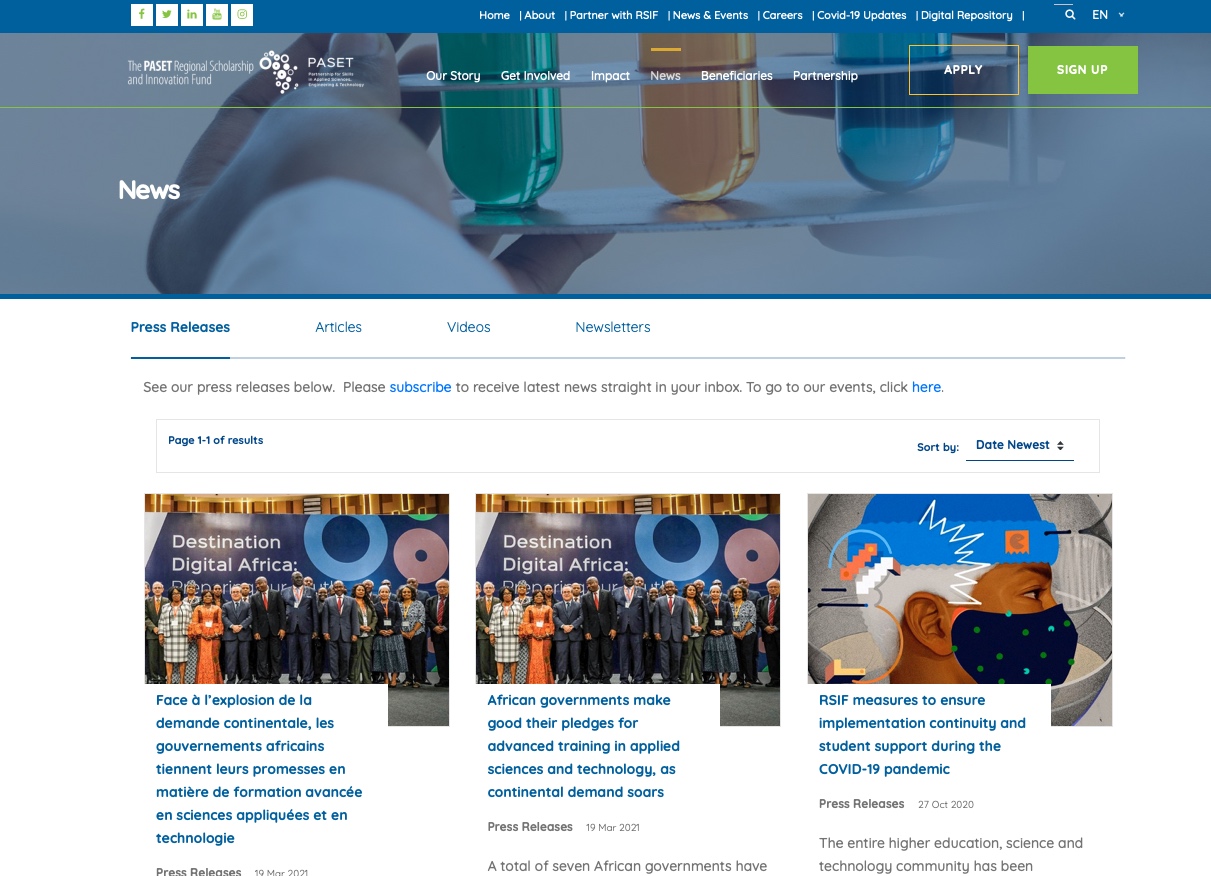 Home | About | Partner with RSIF | News & Events | Careers | Covid-19 Updates | Digital Repository | EN
The PASET Regional Scholarship
and Innovation Fund
PASET
Partnership for Skills
in Applied Sciences,
Engineering & Technology
Our Story Get Involved Impact News Beneficiaries Partnership APPLY SIGN UP
News
Press Releases Articles Videos Newsletters
See our press releases below. Please subscribe to receive latest news straight in your inbox. To go to our events, click here.
Page 1-1 of results
Sort by: Date Newest
Destination
Digital Africa:
Face à l’explosion de la
demande continentale, les
gouvernements africains
tiennent leurs promesses en
matière de formation avancée
en sciences appliquées et en
technologie
Press Releases 19 Mar 2021
Destination
Digital Africa:
African governments make
good their pledges for
advanced training in applied
sciences and technology, as
continental demand soars
Press Releases 19 Mar 2021
A total of seven African governments have
RSIF measures to ensure
implementation continuity and
student support during the
COVID-19 pandemic
Press Releases 27 Oct 2020
The entire higher education, science and
technology community has been